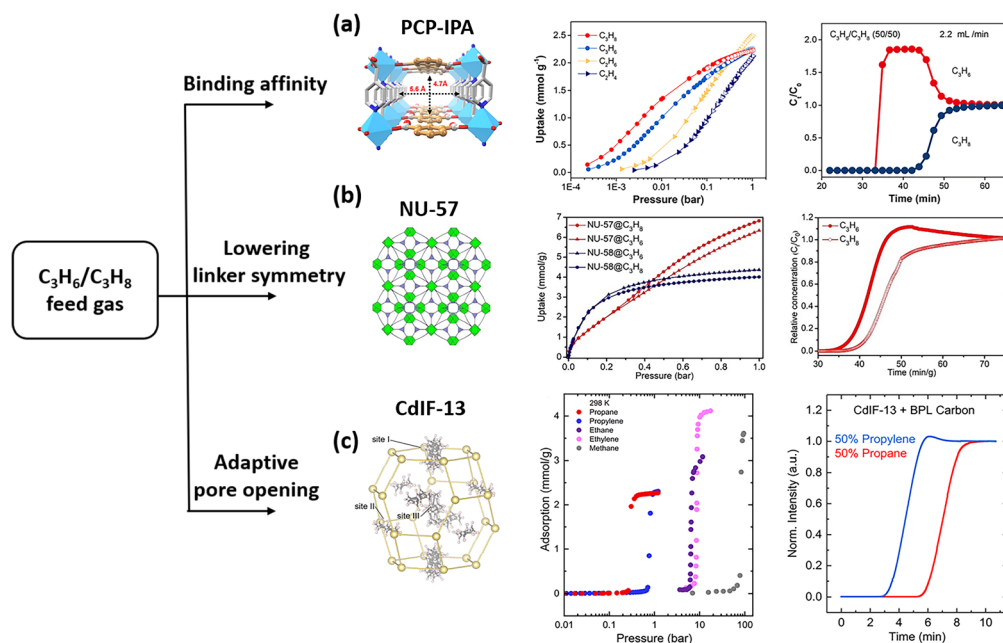 C₃H₆/C₃H₈
feed gas
Binding affinity
Lowering
linker symmetry
Adaptive
pore opening
(a)
PCP-IPA
5.6 Å
4.7Å
Uptake (mmol g⁻¹)
2.5
2.0
1.5
1.0
0.5
0.0
C₃H₈
C₃H₆
C₂H₆
C₂H₄
1E-4
1E-3
0.01
0.1
1
Pressure (bar)
C₃H₆/C₃H₈ (50/50)
2.2 mL /min
Cᵢ/C₀
2.0
1.0
0.0
C₃H₆
C₃H₈
20
30
40
50
60
Time (min)
(b)
NU-57
Uptake (mmol/g)
7
6
5
4
3
2
1
0
NU-57@C₃H₈
NU-57@C₃H₆
NU-58@C₃H₆
NU-58@C₃H₈
0.0
0.2
0.4
0.6
0.8
1.0
Pressure (bar)
Relative concentration (C/C₀)
1.2
1.0
0.8
0.6
0.4
0.2
0.0
C₃H₆
C₃H₈
30
40
50
60
70
Time (min/g)
CdIF-13
(c)
site I
site II
site III
Adsorption (mmol/g)
4
3
2
1
0
298 K
Propane
Propylene
Ethane
Ethylene
Methane
0.01
0.1
1
10
100
Pressure (bar)
Norm. Intensity (a.u.)
1.2
1.0
0.8
0.6
0.4
0.2
0.0
CdIF-13 + BPL Carbon
50% Propylene
50% Propane
0
2
4
6
8
10
Time (min)